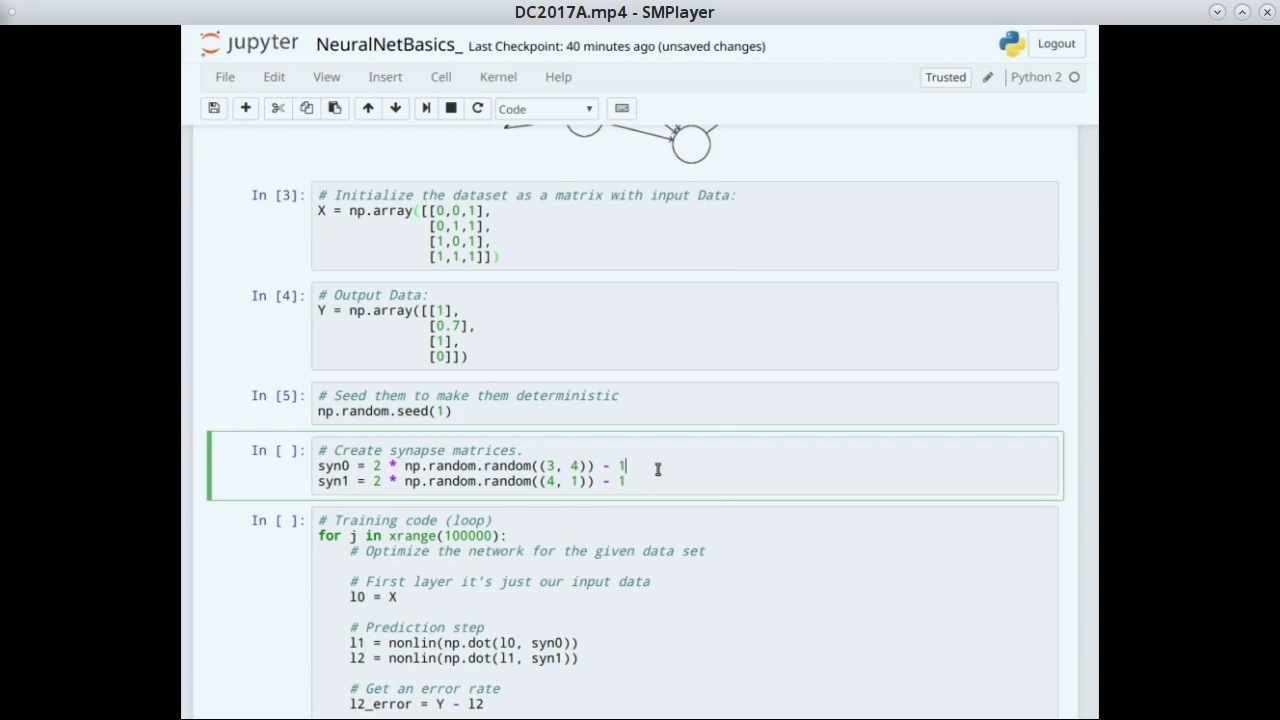 DC2017A.mp4 - SMPlayer
jupyter NeuralNetBasics_ Last Checkpoint: 40 minutes ago (unsaved changes) Logout
File Edit View Insert Cell Kernel Help Trusted Python 2
Code
In [3]: # Initialize the dataset as a matrix with input Data:
X = np.array([[0,0,1],
[0,1,1],
[1,0,1],
[1,1,1]])
In [4]: # Output Data:
Y = np.array([[1],
[0.7],
[1],
[0]])
In [5]: # Seed them to make them deterministic
np.random.seed(1)
In [ ]: # Create synapse matrices.
syn0 = 2 * np.random.random((3, 4)) - 1
syn1 = 2 * np.random.random((4, 1)) - 1
In [ ]: # Training code (loop)
for j in xrange(100000):
# Optimize the network for the given data set
# First layer it's just our input data
l0 = X
# Prediction step
l1 = nonlin(np.dot(l0, syn0))
l2 = nonlin(np.dot(l1, syn1))
# Get an error rate
l2_error = Y - l2